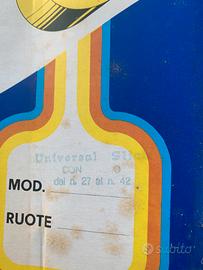 Universal
CON
dal n. 27 al n. 42
MOD.
RUOTE
subito